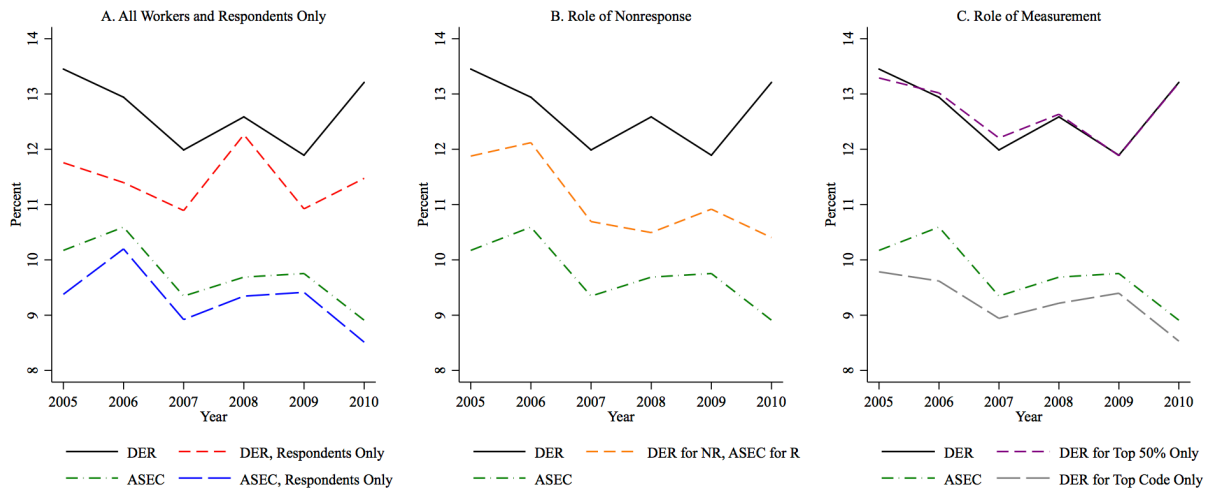 A. All Workers and Respondents Only
14
13
12
11
10
9
8
Percent
2005 2006 2007 2008 2009 2010
Year
DER
DER, Respondents Only
ASEC
ASEC, Respondents Only
B. Role of Nonresponse
14
13
12
11
10
9
8
Percent
2005 2006 2007 2008 2009 2010
Year
DER
DER for NR, ASEC for R
ASEC
C. Role of Measurement
14
13
12
11
10
9
8
Percent
2005 2006 2007 2008 2009 2010
Year
DER
DER for Top 50% Only
ASEC
DER for Top Code Only